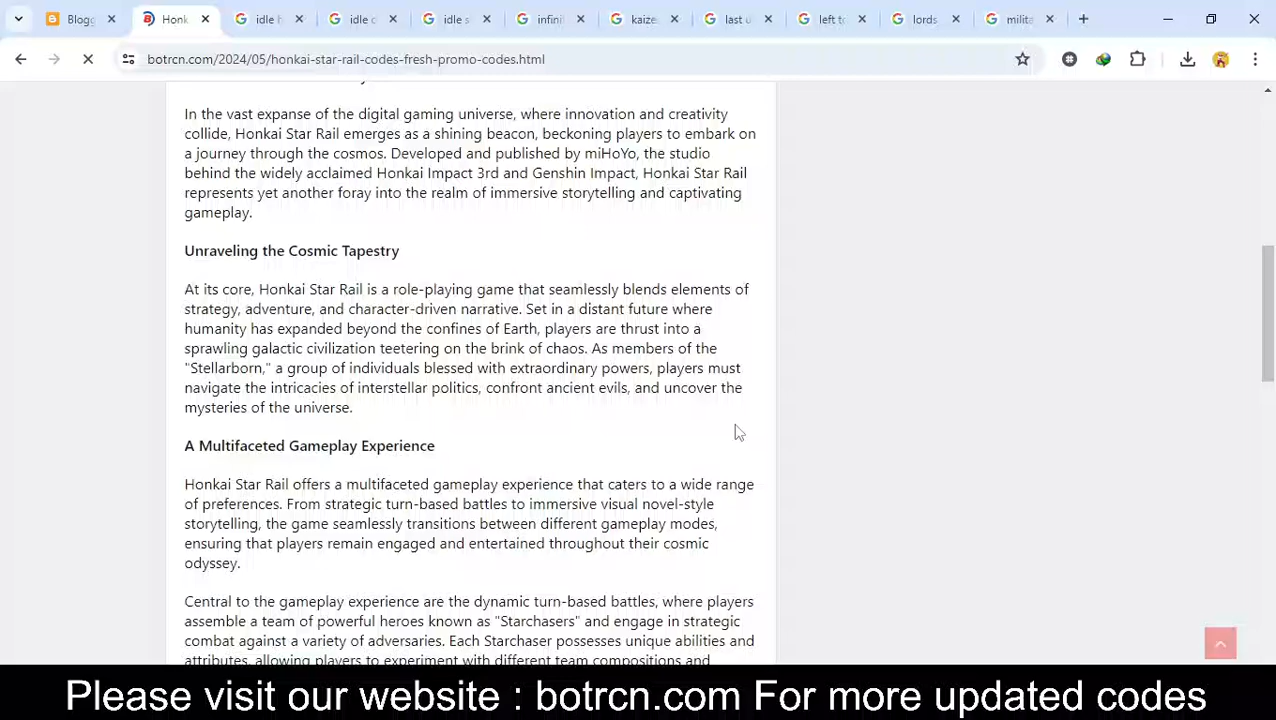 Blogg
Honk
idle h
idle c
idle s
infini
kaize
last u
left to
lords
milita
botrcn.com/2024/05/honkai-star-rail-codes-fresh-promo-codes.html
In the vast expanse of the digital gaming universe, where innovation and creativity
collide, Honkai Star Rail emerges as a shining beacon, beckoning players to embark on
a journey through the cosmos. Developed and published by miHoYo, the studio
behind the widely acclaimed Honkai Impact 3rd and Genshin Impact, Honkai Star Rail
represents yet another foray into the realm of immersive storytelling and captivating
gameplay.
Unraveling the Cosmic Tapestry
At its core, Honkai Star Rail is a role-playing game that seamlessly blends elements of
strategy, adventure, and character-driven narrative. Set in a distant future where
humanity has expanded beyond the confines of Earth, players are thrust into a
sprawling galactic civilization teetering on the brink of chaos. As members of the
"Stellarborn," a group of individuals blessed with extraordinary powers, players must
navigate the intricacies of interstellar politics, confront ancient evils, and uncover the
mysteries of the universe.
A Multifaceted Gameplay Experience
Honkai Star Rail offers a multifaceted gameplay experience that caters to a wide range
of preferences. From strategic turn-based battles to immersive visual novel-style
storytelling, the game seamlessly transitions between different gameplay modes,
ensuring that players remain engaged and entertained throughout their cosmic
odyssey.
Central to the gameplay experience are the dynamic turn-based battles, where players
assemble a team of powerful heroes known as "Starchasers" and engage in strategic
combat against a variety of adversaries. Each Starchaser possesses unique abilities and
attributes, allowing players to experiment with different team compositions and
Please visit our website : botrcn.com For more updated codes